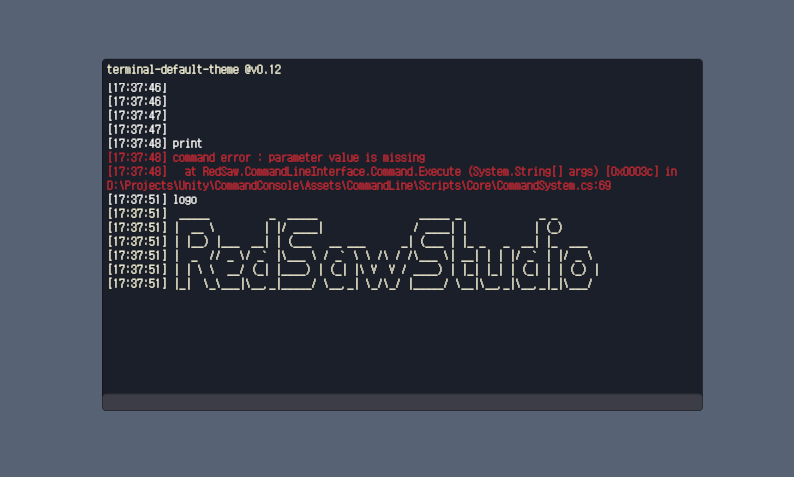 terminal-default-theme @v0.12
[17:37:46]
[17:37:46]
[17:37:47]
[17:37:47]
[17:37:48] print
[17:37:48] command error : parameter value is missing
[17:37:48]   at RedSaw.CommandLineInterface.Command.Execute (System.String[] args) [0x0003c] in
D:\Projects\Unity\CommandConsole\Assets\CommandLine\Scripts\Core\CommandSystem.cs:69
[17:37:51] logo
[17:37:51]
[17:37:51]
[17:37:51]
[17:37:51] RedSawStudio
[17:37:51]
[17:37:51]